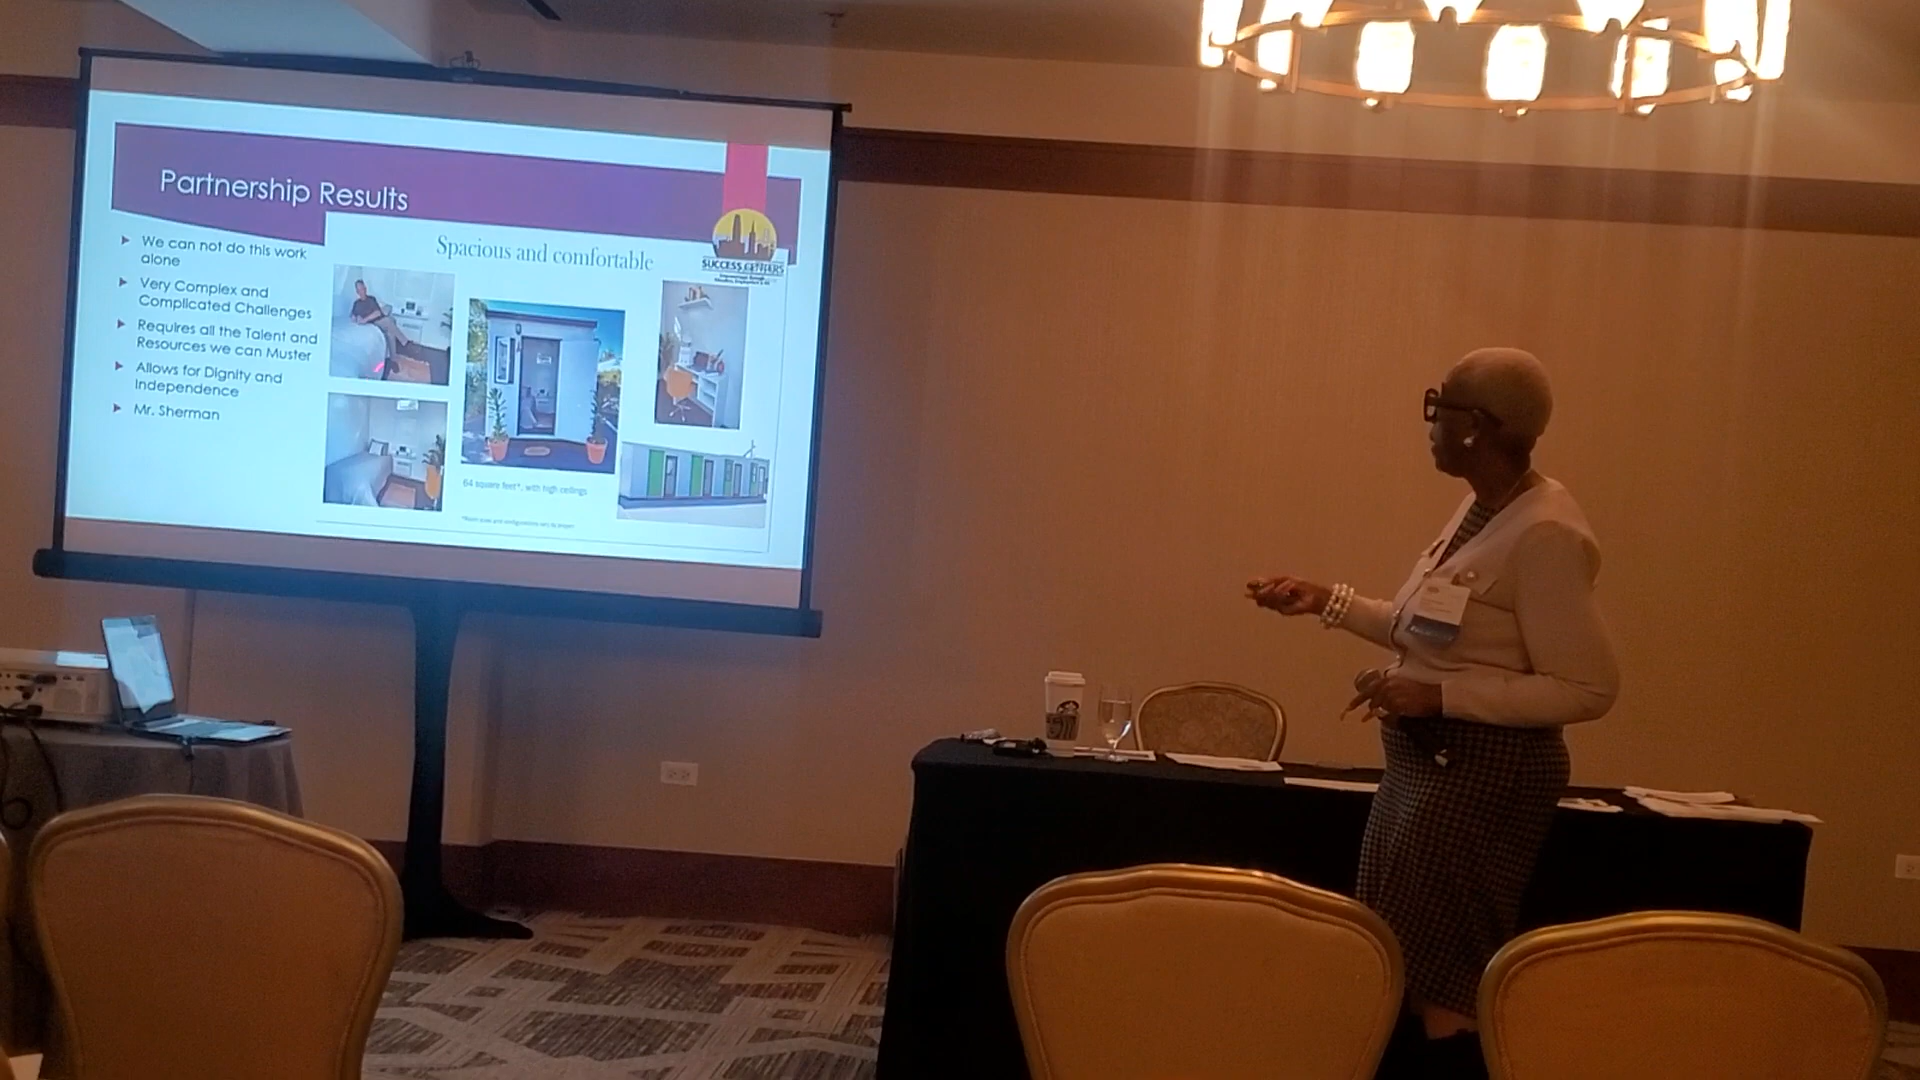 Partnership Results
We can not do this work
alone
Very Complex and
Complicated Challenges
Requires all the Talent and
Resources we can Muster
Allows for Dignity and
Independence
Mr. Sherman
Spacious and comfortable
SUCCESS CENTERS
64 square feet*, with high ceilings